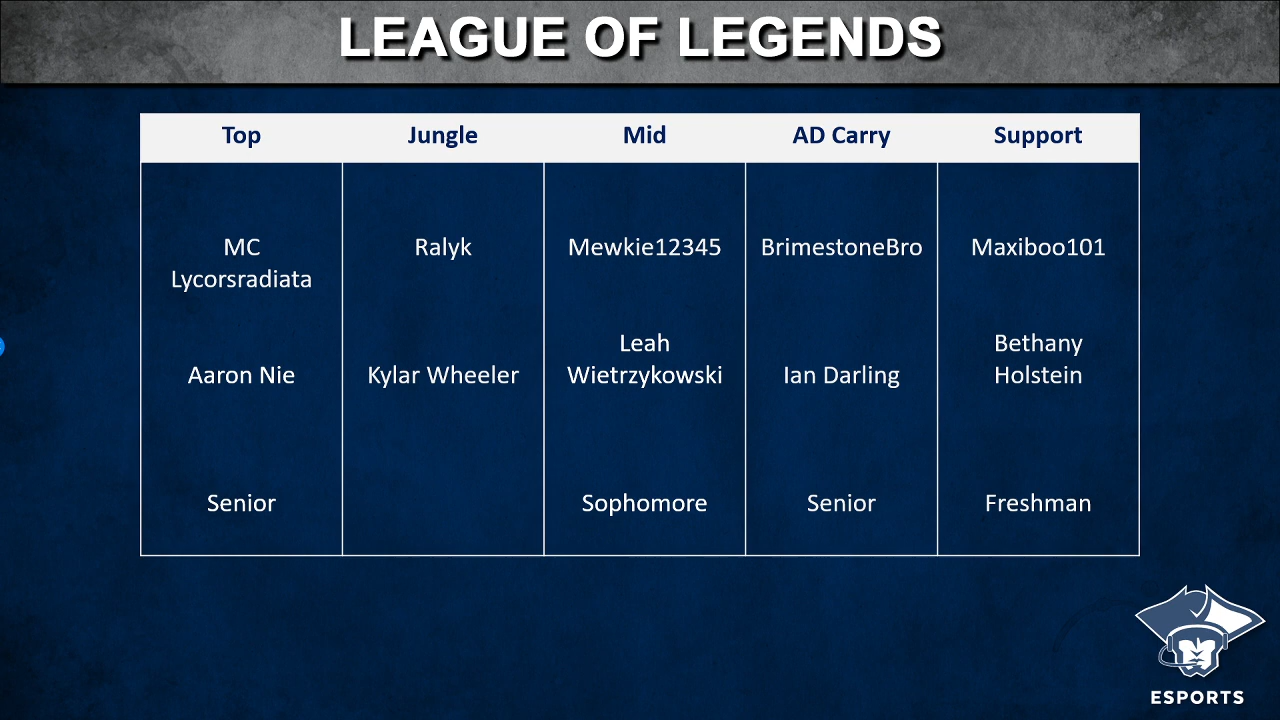 LEAGUE OF LEGENDS
Top
Jungle
Mid
AD Carry
Support
MC
Lycorsradiata
Ralyk
Mewkie12345
BrimestoneBro
Maxiboo101
Aaron Nie
Kylar Wheeler
Leah
Wietrzykowski
Ian Darling
Bethany
Holstein
Senior
Sophomore
Senior
Freshman
ESPORTS